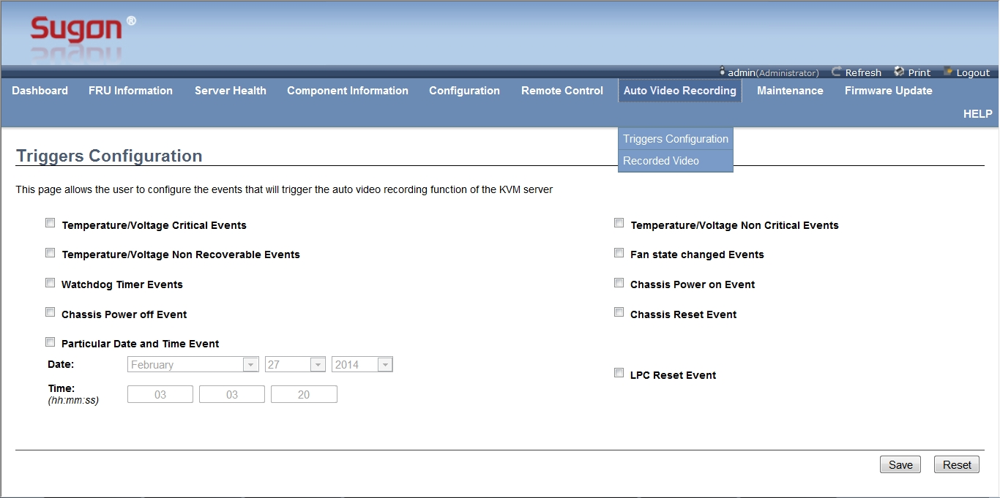 Sugon®
admin(Administrator) Refresh Print Logout
Dashboard FRU Information Server Health Component Information Configuration Remote Control Auto Video Recording Maintenance Firmware Update
HELP
Triggers Configuration
Recorded Video
Triggers Configuration
This page allows the user to configure the events that will trigger the auto video recording function of the KVM server
Temperature/Voltage Critical Events Temperature/Voltage Non Critical Events
Temperature/Voltage Non Recoverable Events Fan state changed Events
Watchdog Timer Events Chassis Power on Event
Chassis Power off Event Chassis Reset Event
Particular Date and Time Event
Date: February 27 2014
LPC Reset Event
Time: 03 03 20
(hh:mm:ss)
Save Reset